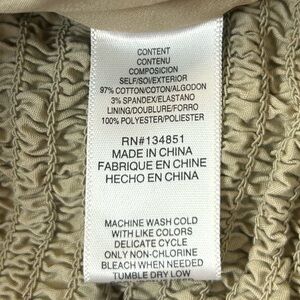 CONTENT
CONTENU
COMPOSICION
SELF/SOI/EXTERIOR
97% COTTON/COTON/ALGODON
3% SPANDEX/ELASTANO
LINING/DOUBLURE/FORRO
100% POLYESTER/POLIESTER
RN#134851
MADE IN CHINA
FABRIQUE EN CHINE
HECHO EN CHINA
MACHINE WASH COLD
WITH LIKE COLORS
DELICATE CYCLE
ONLY NON-CHLORINE
BLEACH WHEN NEEDED
TUMBLE DRY LOW